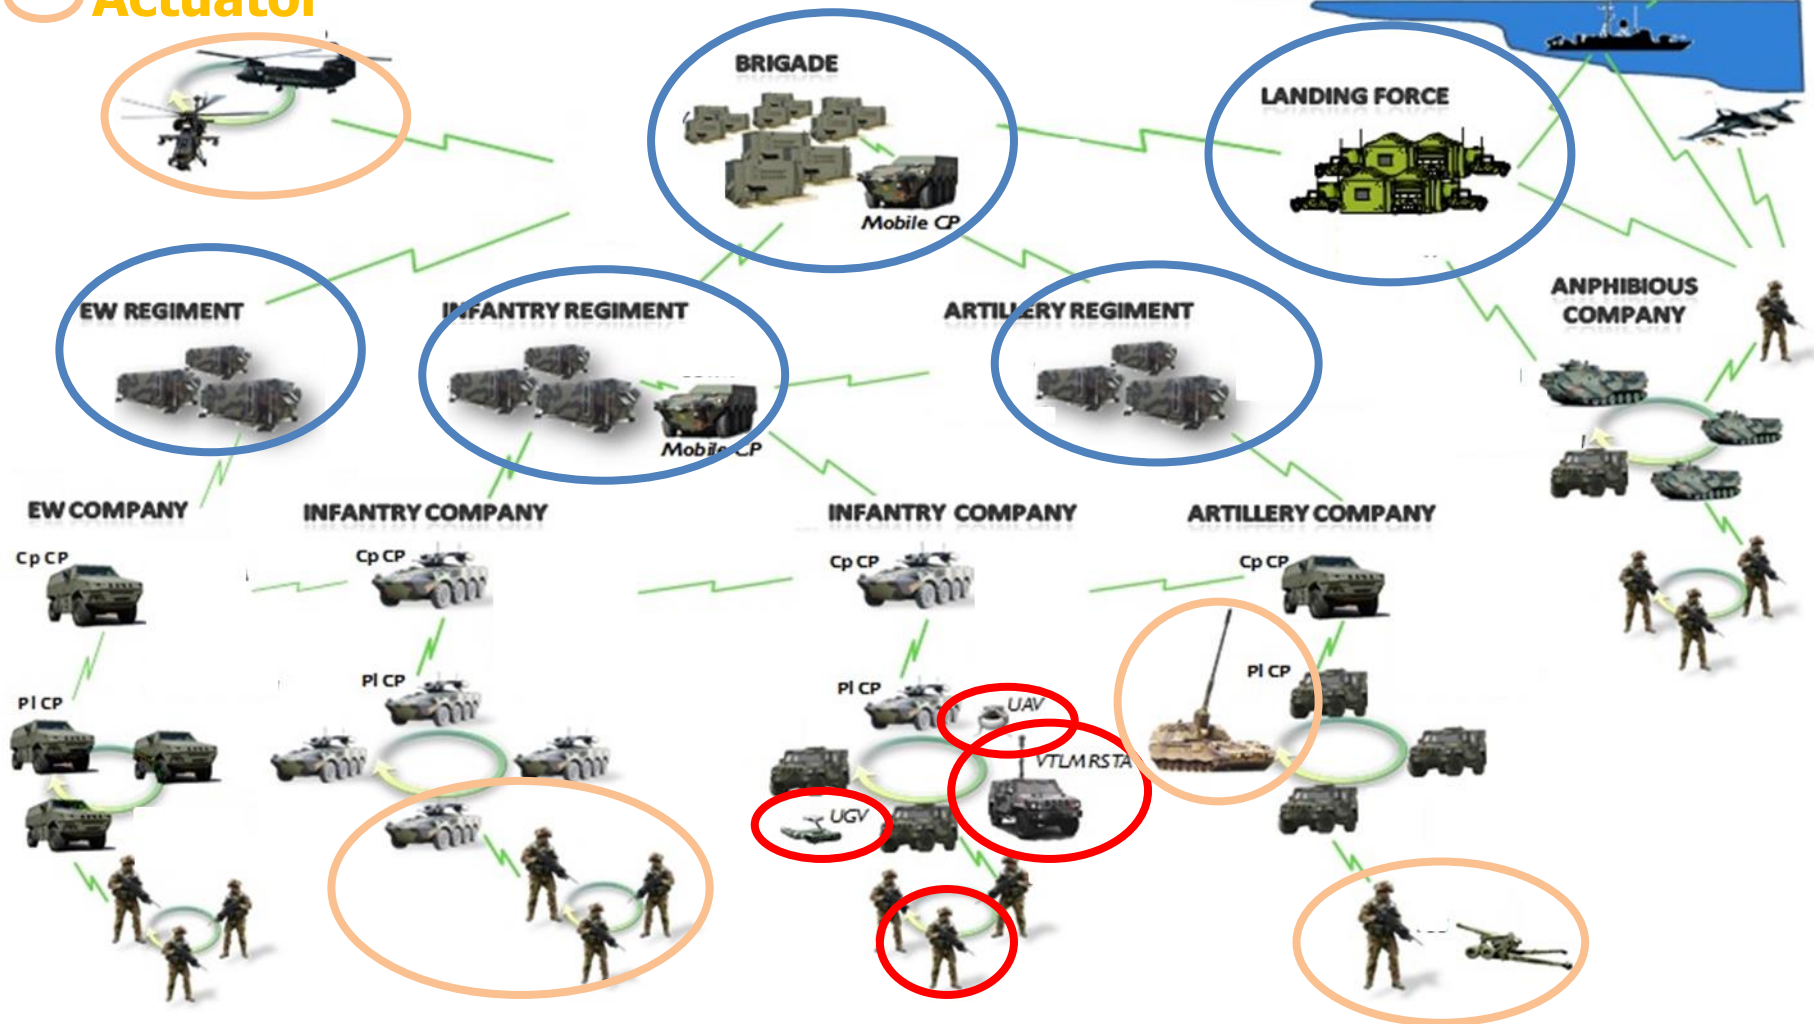 Actuator
BRIGADE
LANDING FORCE
Mobile CP
EW REGIMENT
INFANTRY REGIMENT
ARTILLERY REGIMENT
ANPHIBIOUS
COMPANY
Mobile CP
EW COMPANY
INFANTRY COMPANY
INFANTRY COMPANY
ARTILLERY COMPANY
Cp CP
Cp CP
Cp CP
Cp CP
Pl CP
Pl CP
Pl CP
Pl CP
UAV
VTLM RSTA
UGV